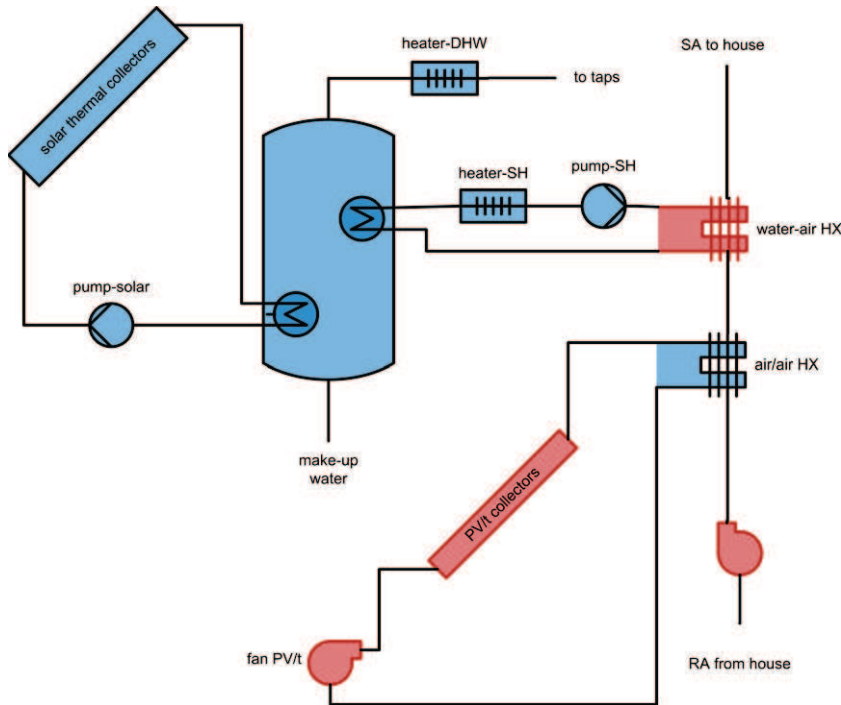 heater-DHW
SA to house
to taps
solar thermal collectors
heater-SH
pump-SH
water-air HX
pump-solar
air/air HX
make-up
water
PV/t collectors
fan PV/t
RA from house